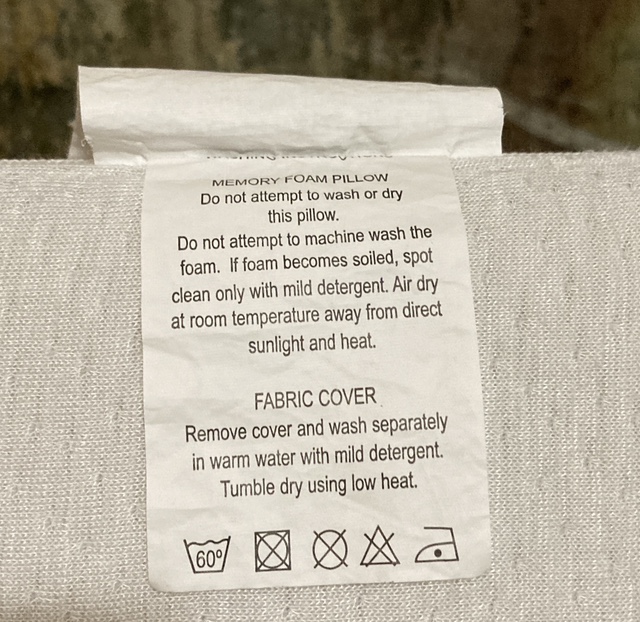 MEMORY FOAM PILLOW
Do not attempt to wash or dry
this pillow.
Do not attempt to machine wash the
foam. If foam becomes soiled, spot
clean only with mild detergent. Air dry
at room temperature away from direct
sunlight and heat.
FABRIC COVER
Remove cover and wash separately
in warm water with mild detergent.
Tumble dry using low heat.
60°